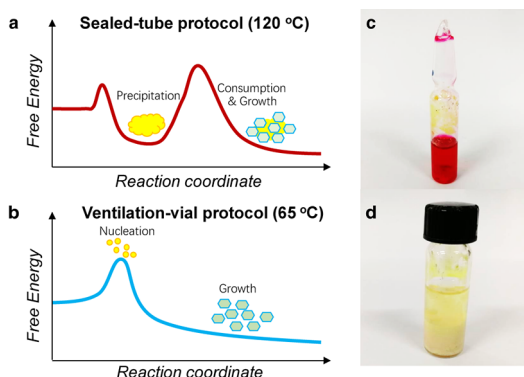 a
Sealed-tube protocol (120 °C)
Free Energy
Precipitation
Consumption
& Growth
Reaction coordinate
b
Ventilation-vial protocol (65 °C)
Free Energy
Nucleation
Growth
Reaction coordinate
c
d